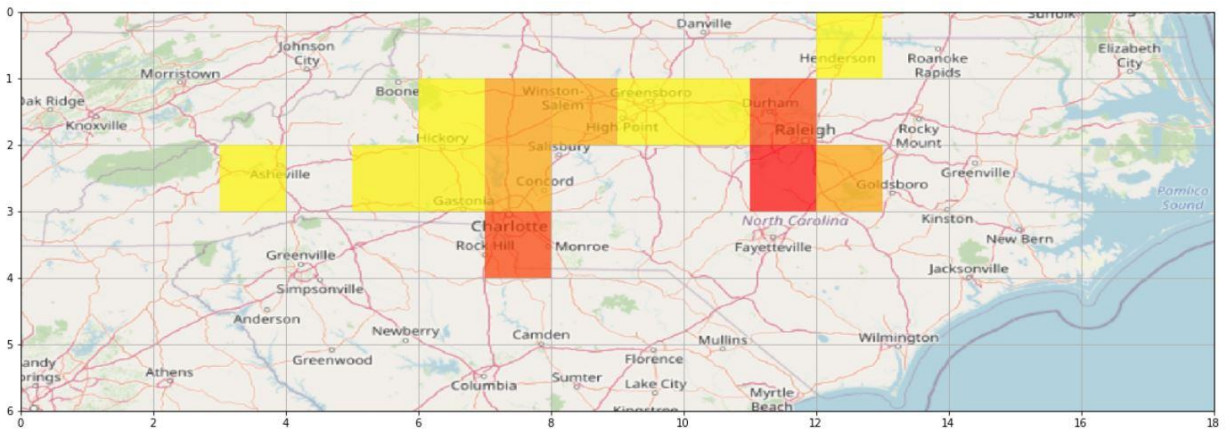 0
1
2
3
4
5
6
0
2
4
6
8
10
12
14
16
18
Danville
Johnson
City
Henderson
Roanoke
Rapids
Elizabeth
City
Morristown
Boone
Winston-
Salem
Greensboro
Durham
Oak Ridge
Knoxville
Hickory
High Point
Raleigh
Rocky
Mount
Salisbury
Asheville
Concord
Goldsboro
Greenville
Pamlico
Sound
Gastonia
Charlotte
North Carolina
Kinston
New Bern
Rock Hill
Monroe
Fayetteville
Greenville
Simpsonville
Jacksonville
Anderson
Newberry
Camden
Mullins
Wilmington
Greenwood
Florence
Athens
Columbia
Sumter
Lake City
Myrtle
Beach